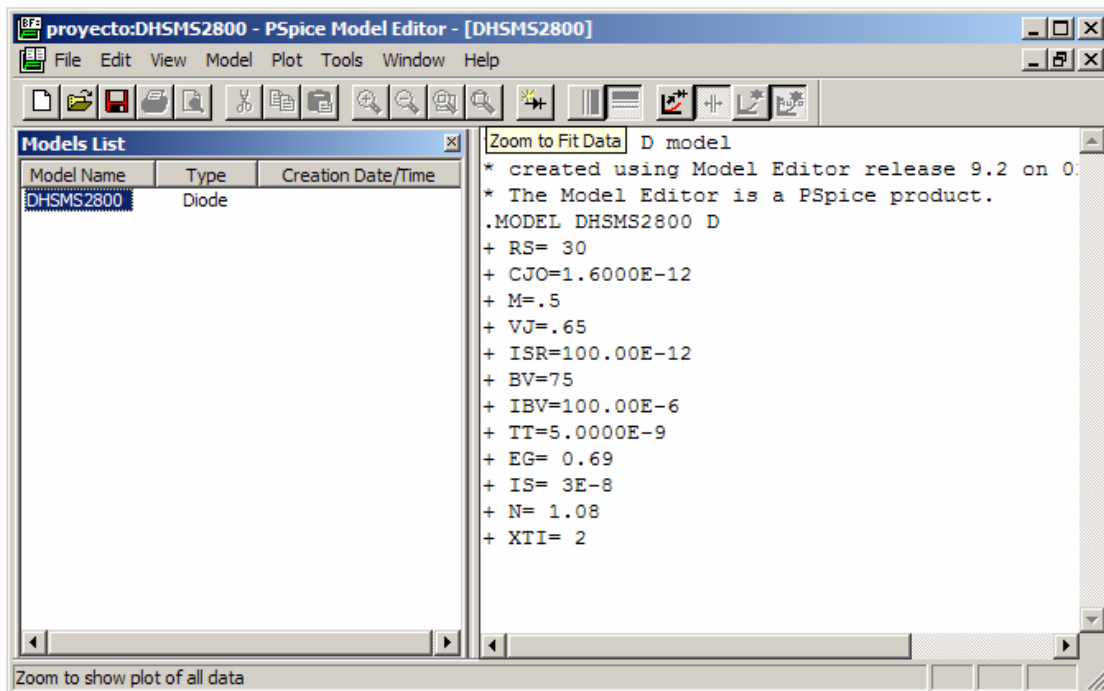 proyecto:DHSMS2800 - PSpice Model Editor - [DHSMS2800]
File Edit View Model Plot Tools Window Help
Models List
Model Name Type Creation Date/Time
DHSMS2800 Diode
Zoom to Fit Data D model
* created using Model Editor release 9.2 on
* The Model Editor is a PSpice product.
.MODEL DHSMS2800 D
+ RS= 30
+ CJO=1.6000E-12
+ M=.5
+ VJ=.65
+ ISR=100.00E-12
+ BV=75
+ IBV=100.00E-6
+ TT=5.0000E-9
+ EG= 0.69
+ IS= 3E-8
+ N= 1.08
+ XTI= 2
Zoom to show plot of all data